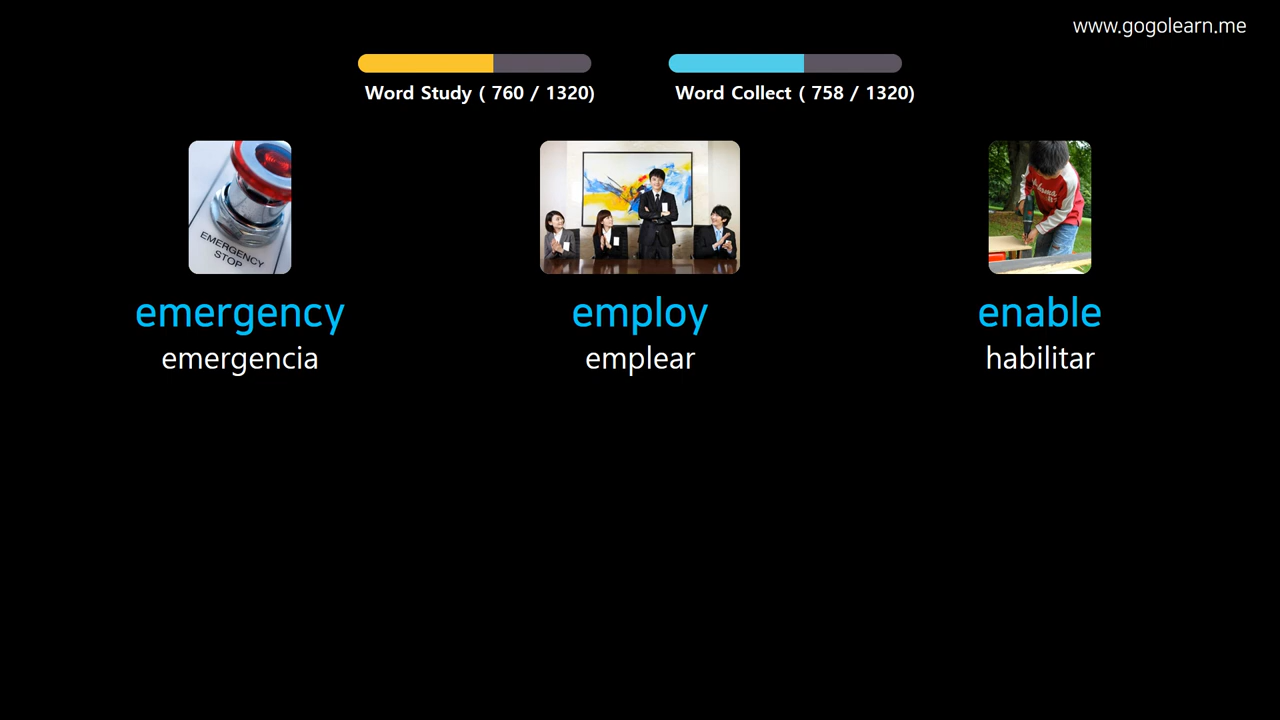 www.gogolearn.me
Word Study ( 760 / 1320)
Word Collect ( 758 / 1320)
EMERGENCY
STOP
emergency
employ
enable
emergencia
emplear
habilitar